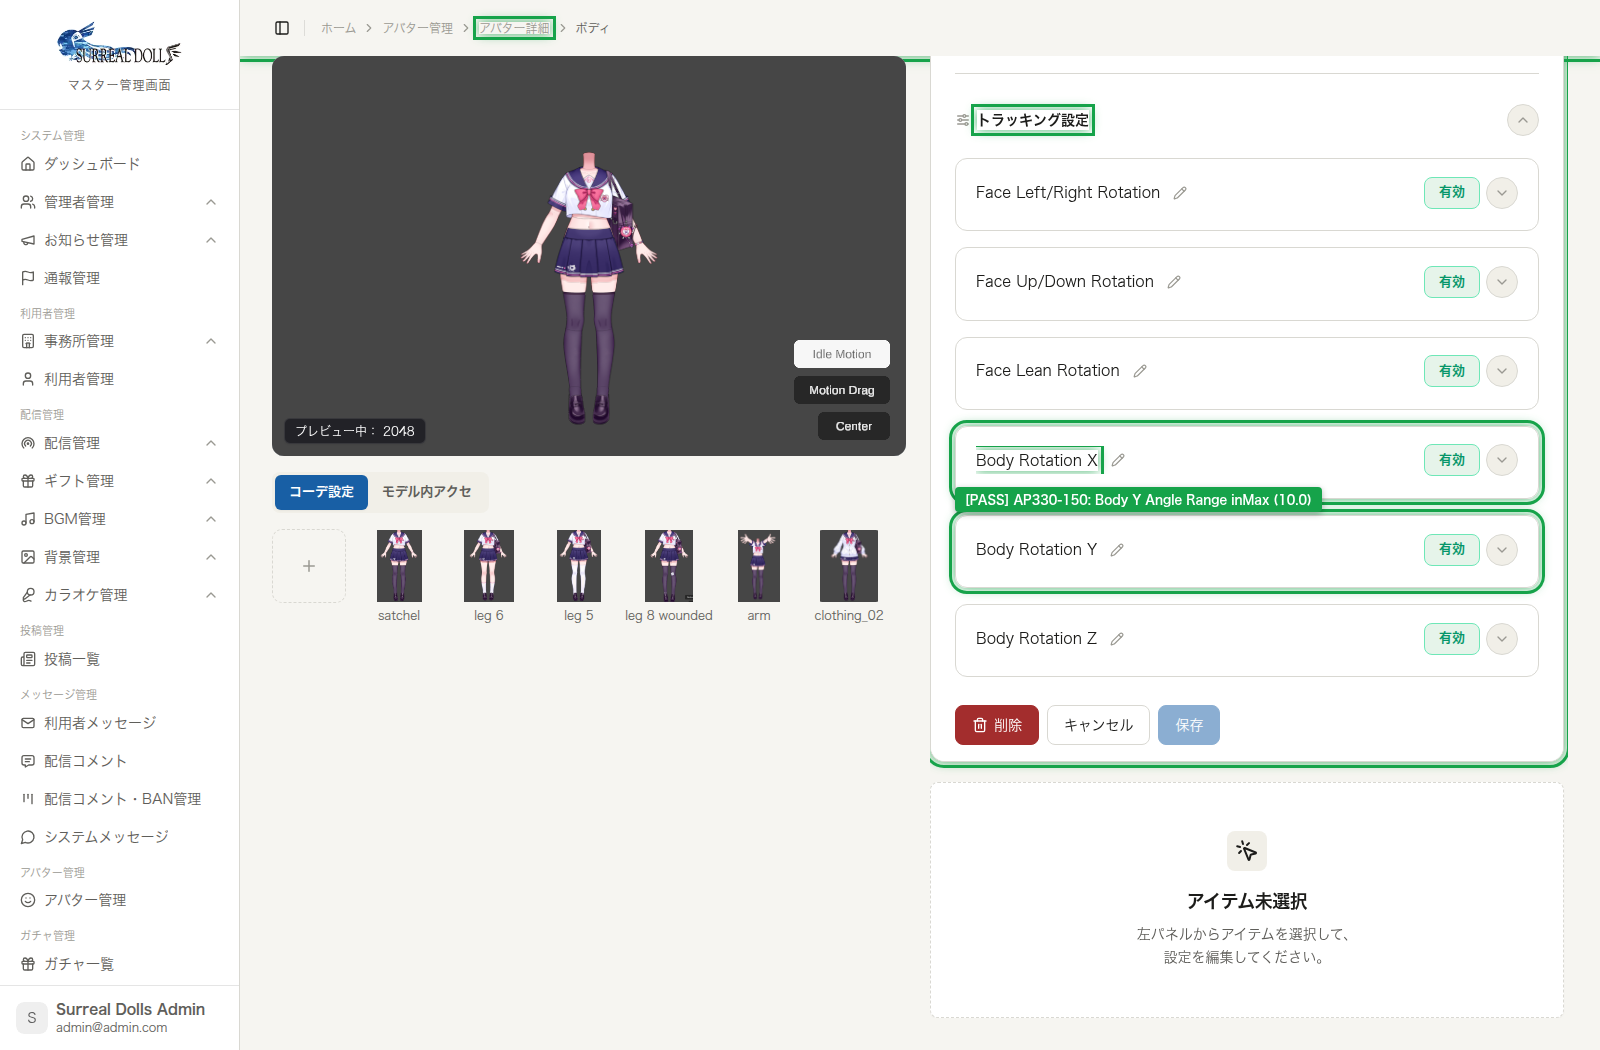 SURREAL DOLL
マスター管理画面
システム管理
ダッシュボード
管理者管理
お知らせ管理
通報管理
利用者管理
事務所管理
利用者管理
配信管理
配信管理
ギフト管理
BGM管理
背景管理
カラオケ管理
投稿管理
投稿一覧
メッセージ管理
利用者メッセージ
配信コメント
配信コメント・BAN管理
システムメッセージ
アバター管理
アバター管理
ガチャ管理
ガチャ一覧
S
Surreal Dolls Admin
admin@admin.com
ホーム > アバター管理 > アバター詳細 > ボディ
Idle Motion
Motion Drag
Center
プレビュー中： 2048
コーデ設定 モデル内アクセ
satchel leg 6 leg 5 leg 8 wounded arm clothing_02
トラッキング設定
Face Left/Right Rotation 有効
Face Up/Down Rotation 有効
Face Lean Rotation 有効
Body Rotation X 有効
[PASS] AP330-150: Body Y Angle Range inMax (10.0)
Body Rotation Y 有効
Body Rotation Z 有効
削除 キャンセル 保存
アイテム未選択
左パネルからアイテムを選択して、
設定を編集してください。